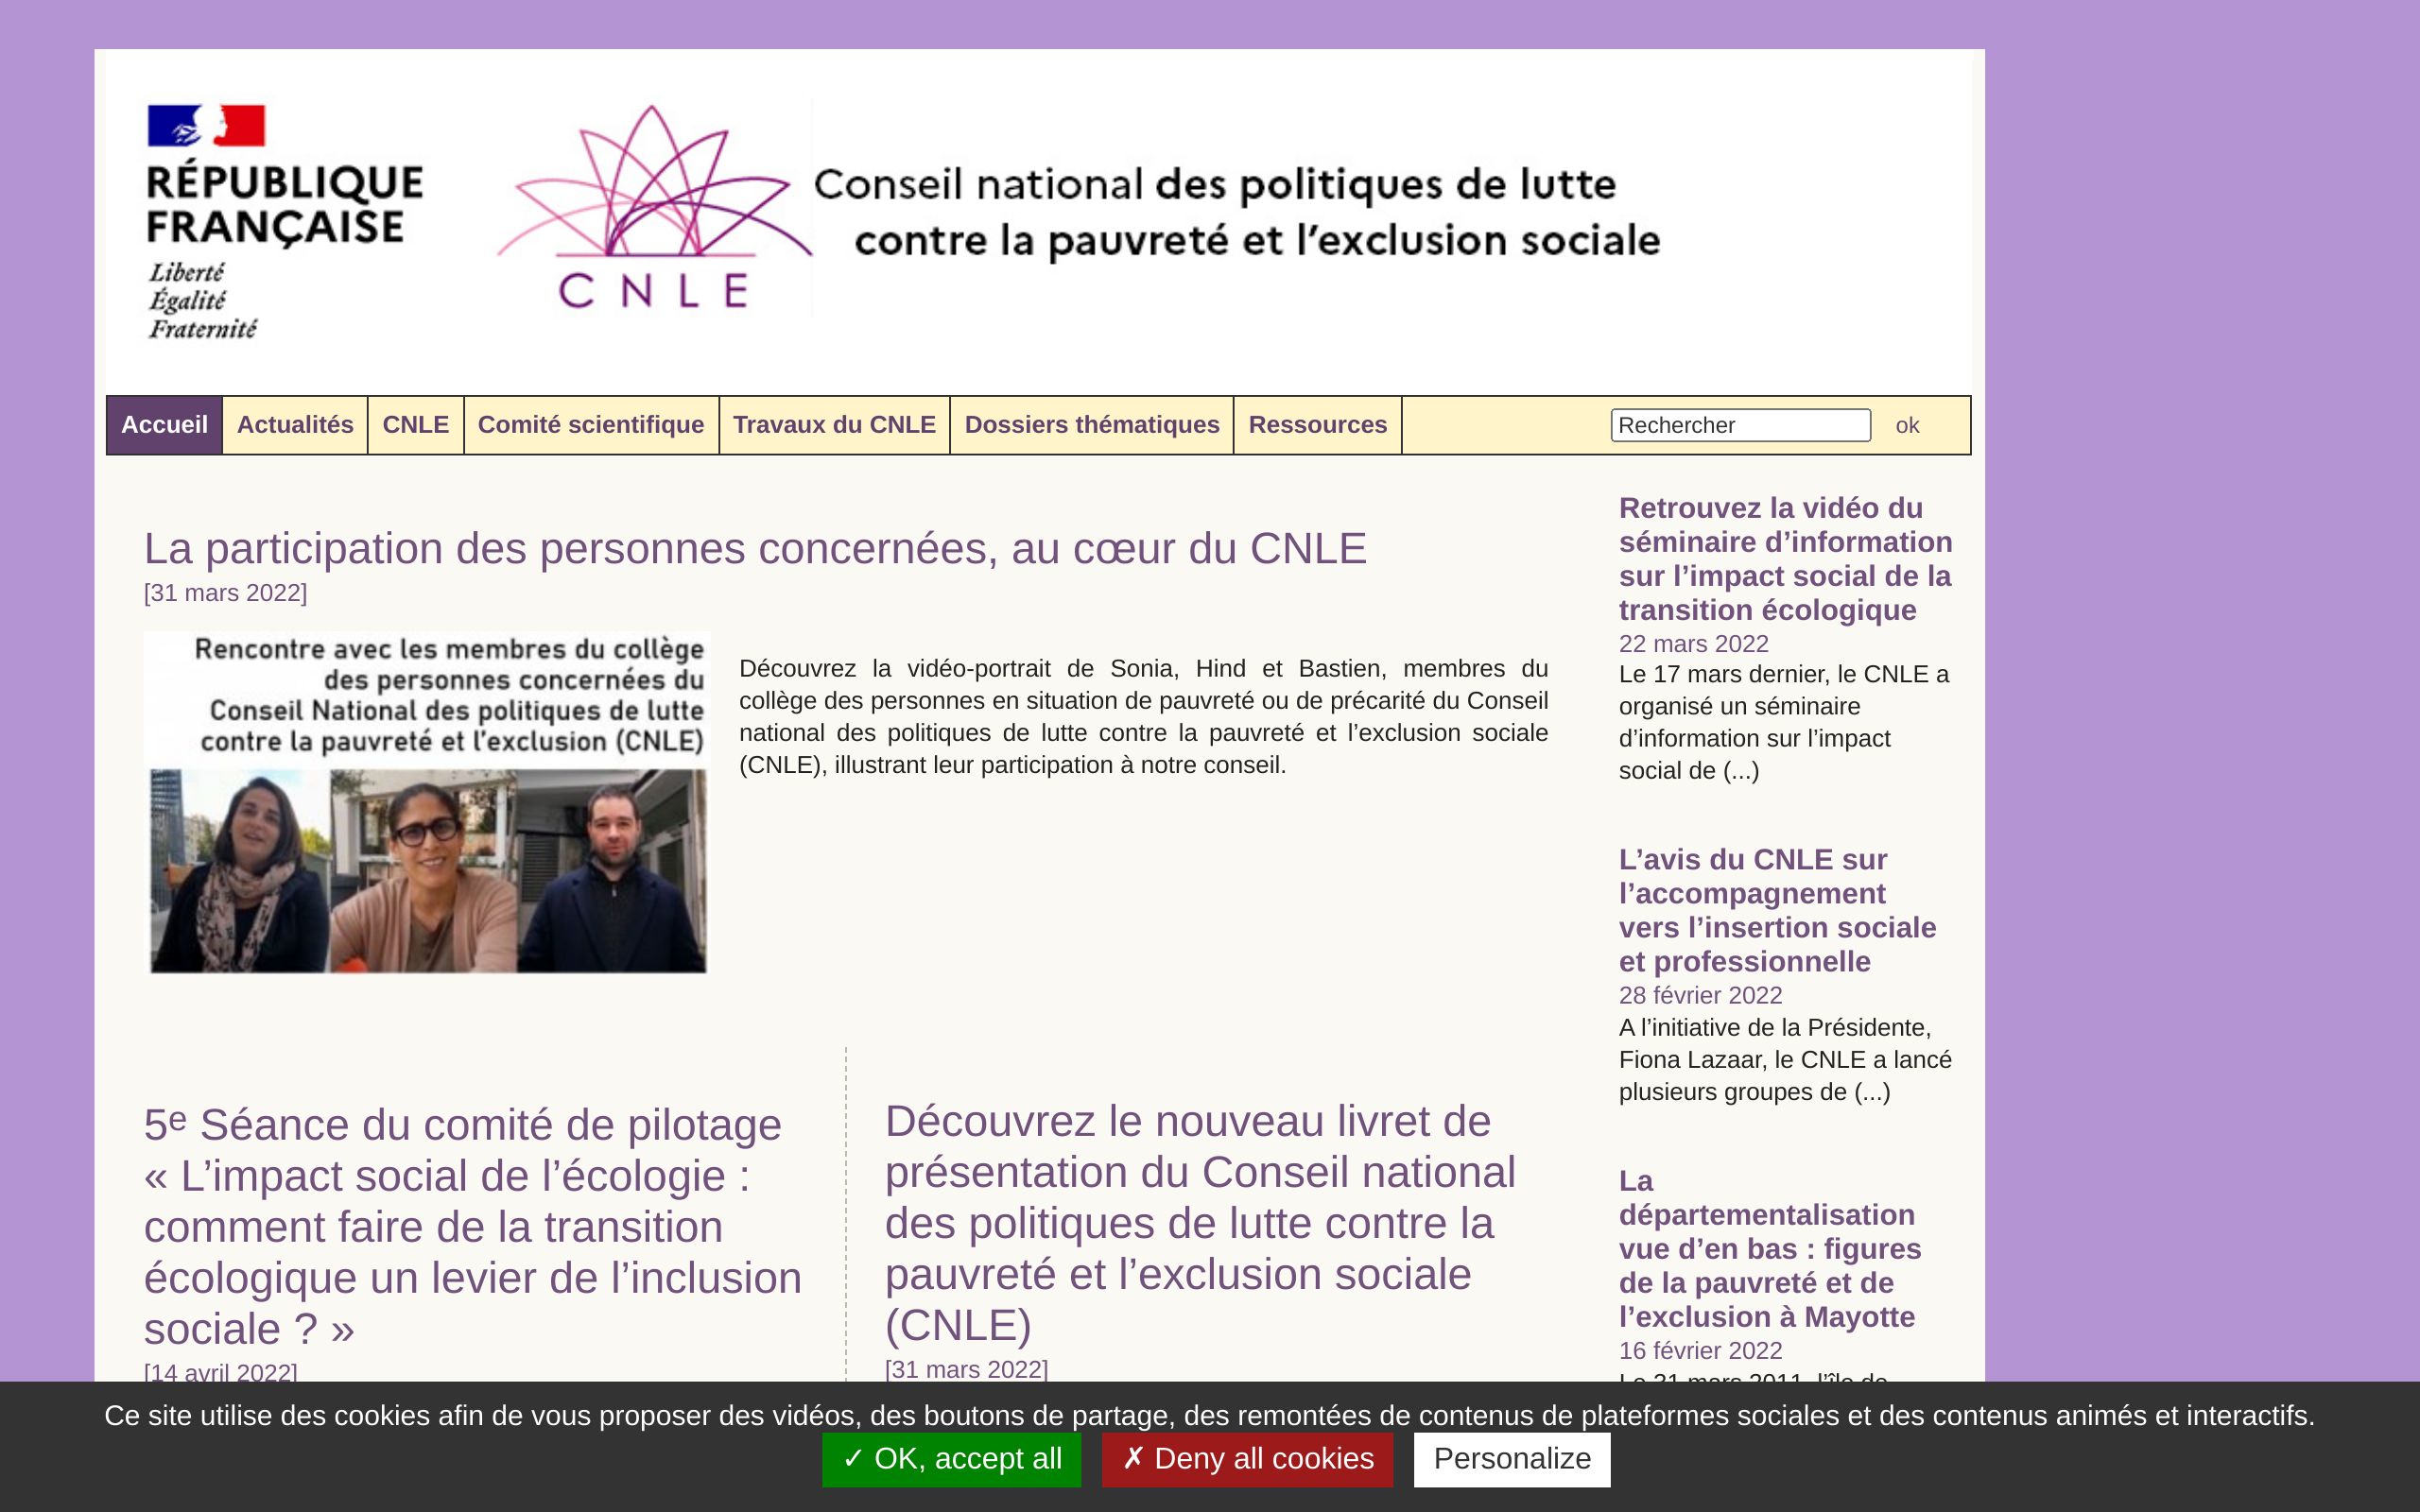 RÉPUBLIQUE
FRANÇAISE
Liberté
Égalité
Fraternité
CNLE
Conseil national des politiques de lutte
contre la pauvreté et l’exclusion sociale
Accueil Actualités CNLE Comité scientifique Travaux du CNLE Dossiers thématiques Ressources Rechercher ok
La participation des personnes concernées, au cœur du CNLE
[31 mars 2022]
Rencontre avec les membres du collège
des personnes concernées du
Conseil National des politiques de lutte
contre la pauvreté et l’exclusion (CNLE)
Découvrez la vidéo-portrait de Sonia, Hind et Bastien, membres du
collège des personnes en situation de pauvreté ou de précarité du Conseil
national des politiques de lutte contre la pauvreté et l’exclusion sociale
(CNLE), illustrant leur participation à notre conseil.
5e Séance du comité de pilotage
« L’impact social de l’écologie :
comment faire de la transition
écologique un levier de l’inclusion
sociale ? »
[14 avril 2022]
Découvrez le nouveau livret de
présentation du Conseil national
des politiques de lutte contre la
pauvreté et l’exclusion sociale
(CNLE)
[31 mars 2022]
Retrouvez la vidéo du
séminaire d’information
sur l’impact social de la
transition écologique
22 mars 2022
Le 17 mars dernier, le CNLE a
organisé un séminaire
d’information sur l’impact
social de (...)
L’avis du CNLE sur
l’accompagnement
vers l’insertion sociale
et professionnelle
28 février 2022
A l’initiative de la Présidente,
Fiona Lazaar, le CNLE a lancé
plusieurs groupes de (...)
La
départementalisation
vue d’en bas : figures
de la pauvreté et de
l’exclusion à Mayotte
16 février 2022
Le 31 mars 2011, l’île de
Ce site utilise des cookies afin de vous proposer des vidéos, des boutons de partage, des remontées de contenus de plateformes sociales et des contenus animés et interactifs.
✓ OK, accept all ✗ Deny all cookies Personalize